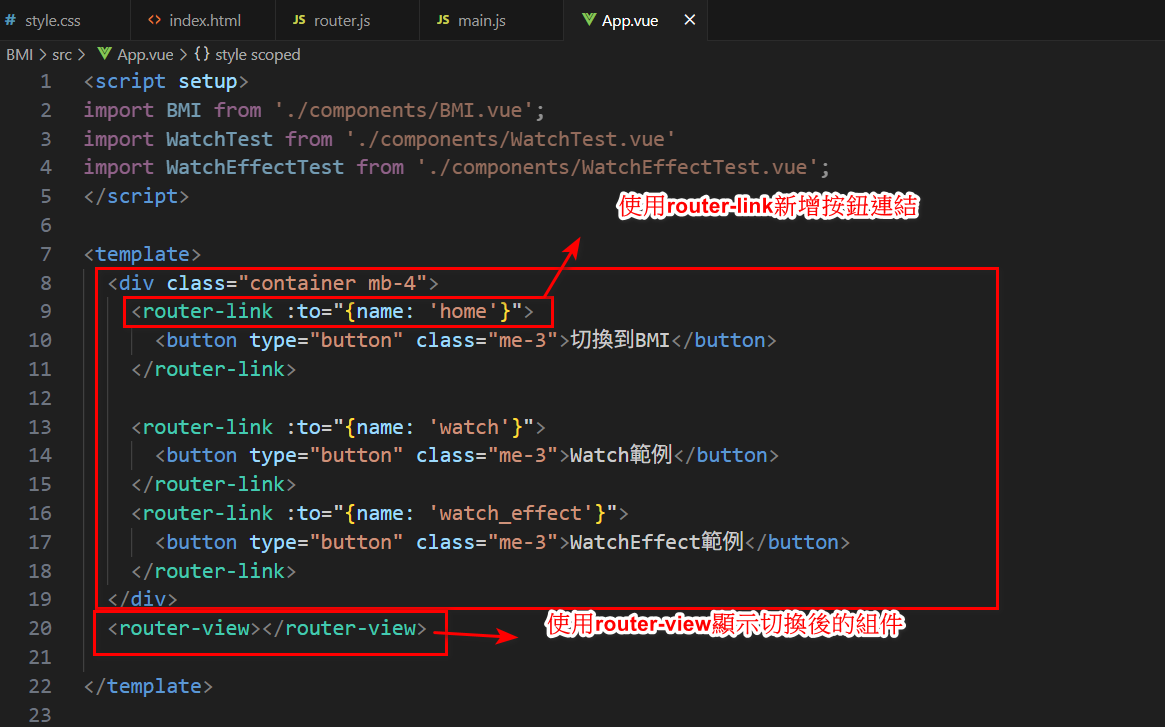 # style.css
<> index.html
JS router.js
JS main.js
App.vue ×
BMI > src > App.vue > {} style scoped
1 <script setup>
2 import BMI from './components/BMI.vue';
3 import WatchTest from './components/WatchTest.vue'
4 import WatchEffectTest from './components/WatchEffectTest.vue';
5 </script>
使用router-link新增按鈕連結
6
7 <template>
8 <div class="container mb-4">
9 <router-link :to="{name: 'home'}">
10 <button type="button" class="me-3">切換到BMI</button>
11 </router-link>
12
13 <router-link :to="{name: 'watch'}">
14 <button type="button" class="me-3">Watch範例</button>
15 </router-link>
16 <router-link :to="{name: 'watch_effect'}">
17 <button type="button" class="me-3">WatchEffect範例</button>
18 </router-link>
19 </div>
20 <router-view></router-view>
使用router-view顯示切換後的組件
21
22 </template>
23